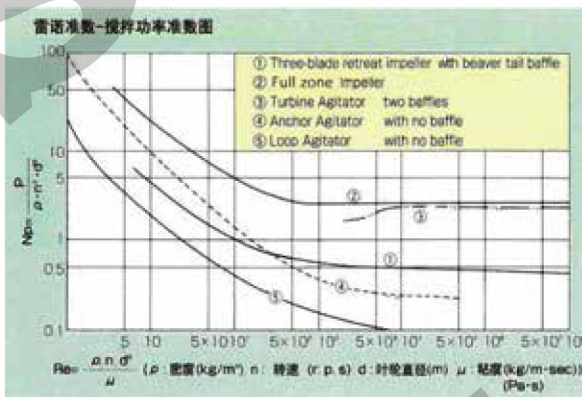 雷诺准数-搅拌功率准数图
① Three-blade retreat impeller with beaver tail baffle
② Full zone impeller
③ Turbine Agitator two baffles
④ Anchor Agitator with no baffle
⑤ Loop Agitator with no baffle
100
50
10
5
1
0.5
0.1
Np= P / ρ·n³·d⁵
②
③
①
④
⑤
5 10 5×10 10² 5×10² 10³ 5×10³ 10⁴
Re= ρ n d² / μ (ρ : 密度(kg/m³) n : 转速 (r.p.s) d : 叶轮直径(m) μ : 粘度(kg/m-sec))
(Pa·s)